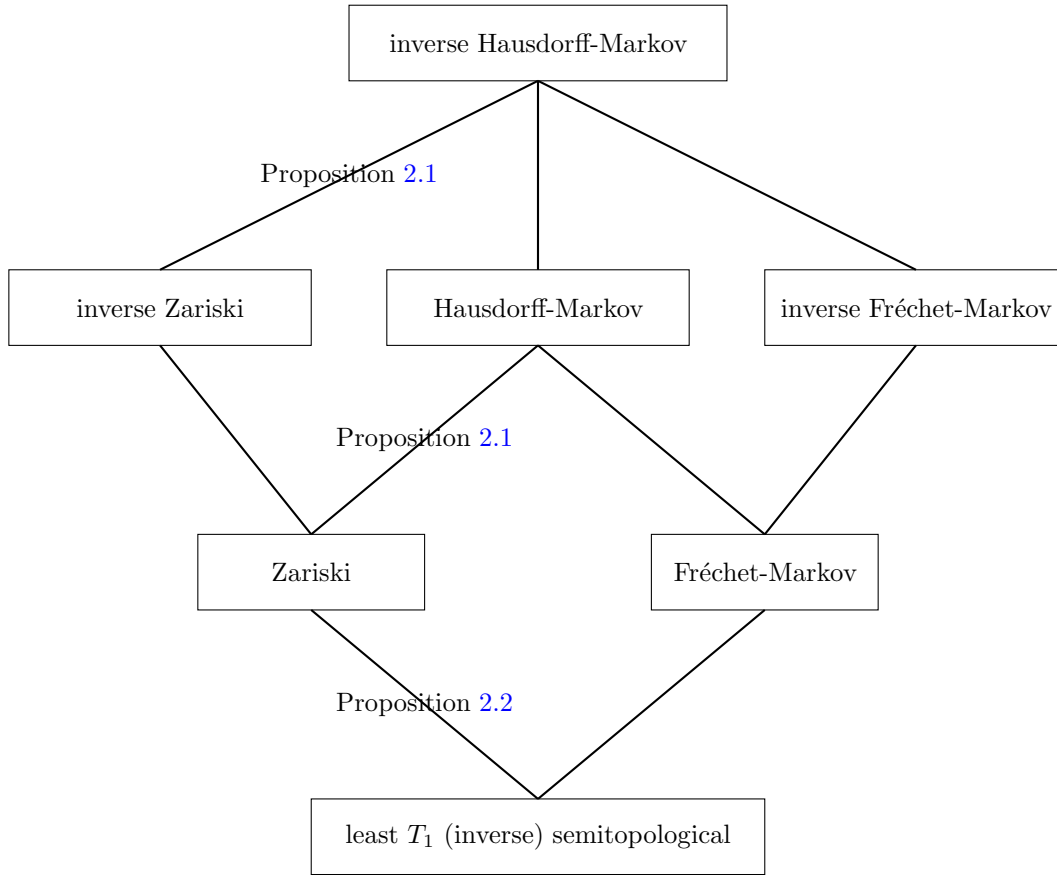 inverse Hausdorff-Markov
Proposition 2.1
inverse Zariski
Hausdorff-Markov
inverse Fréchet-Markov
Proposition 2.1
Zariski
Fréchet-Markov
Proposition 2.2
least T₁ (inverse) semitopological